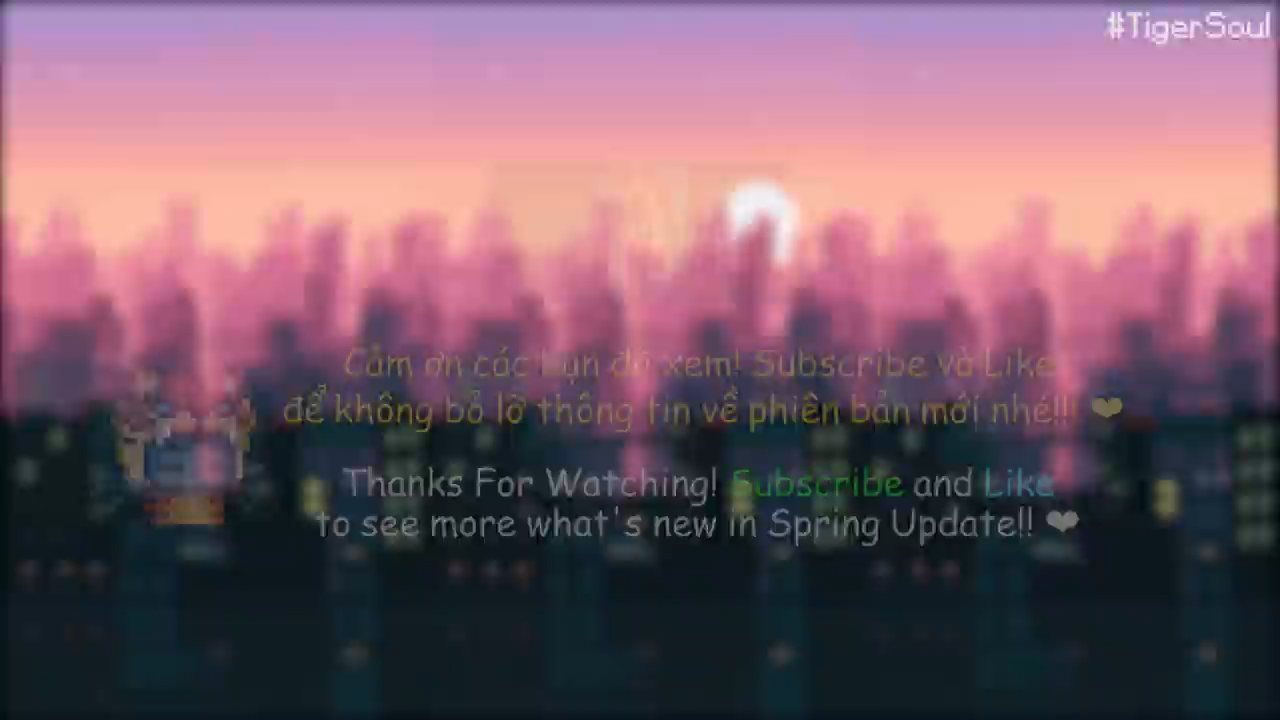 #TigerSoul
Cảm ơn các bạn đã xem! Subscribe và Like
để không bỏ lỡ thông tin về phiên bản mới nhé!!! ❤
Thanks For Watching! Subscribe and Like
to see more what's new in Spring Update!! ❤